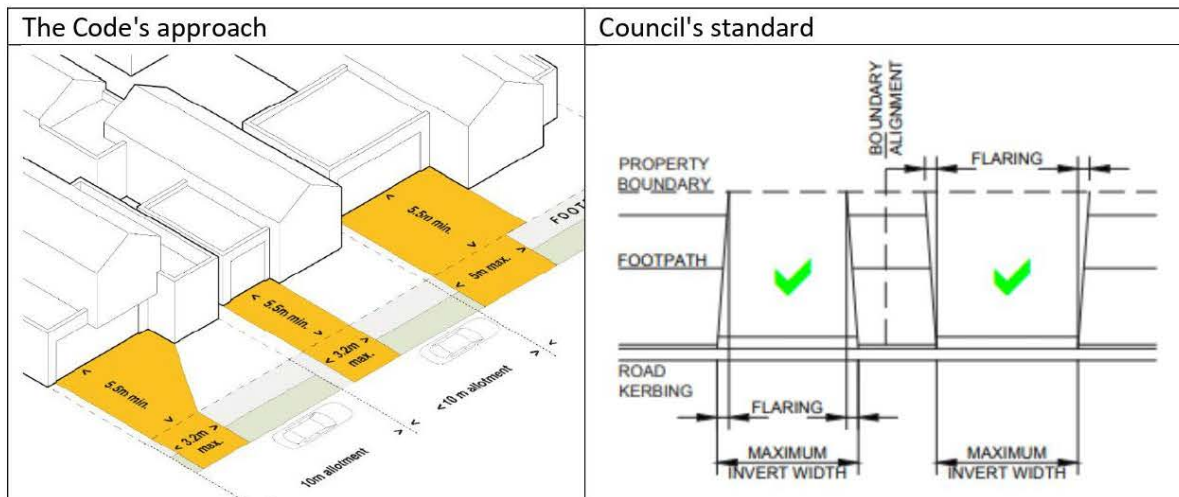 The Code's approach
Council's standard
5.5m min.
FOOT
5m max.
5.5m min.
< 3.2m >
max.
<10 m allotment
5.5m min.
< 3.2m >
max.
10m allotment
BOUNDARY
ALIGNMENT
PROPERTY
BOUNDARY
FLARING
FOOTPATH
ROAD
KERBING
FLARING
MAXIMUM
INVERT WIDTH
MAXIMUM
INVERT WIDTH